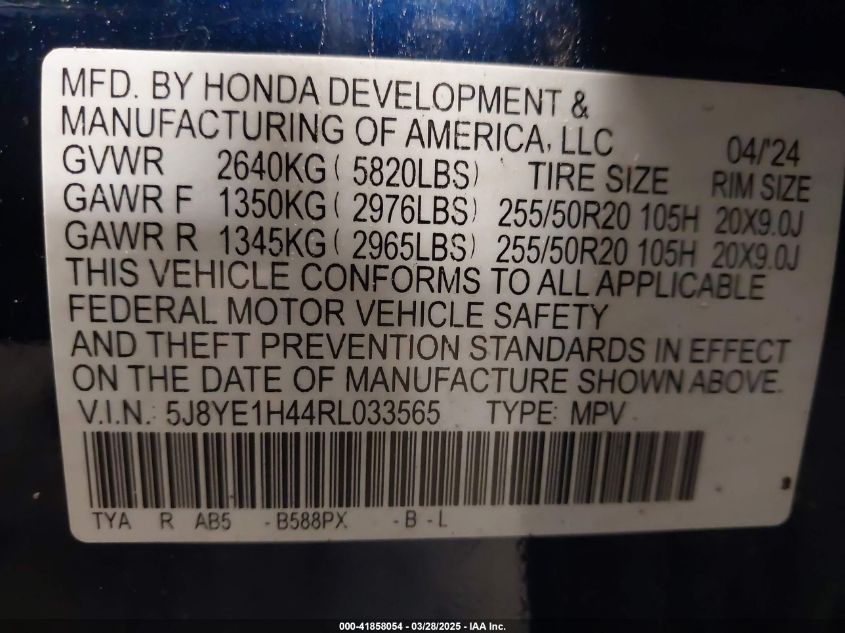 MFD. BY HONDA DEVELOPMENT &
MANUFACTURING OF AMERICA, LLC 04/'24
GVWR 2640KG ( 5820LBS) TIRE SIZE RIM SIZE
GAWR F 1350KG ( 2976LBS) 255/50R20 105H 20X9.0J
GAWR R 1345KG ( 2965LBS) 255/50R20 105H 20X9.0J
THIS VEHICLE CONFORMS TO ALL APPLICABLE
FEDERAL MOTOR VEHICLE SAFETY
AND THEFT PREVENTION STANDARDS IN EFFECT
ON THE DATE OF MANUFACTURE SHOWN ABOVE.
V.I.N.: 5J8YE1H44RL033565 TYPE: MPV
TYA R AB5 -B588PX -B -L
000-41858054 - 03/28/2025 - IAA Inc.